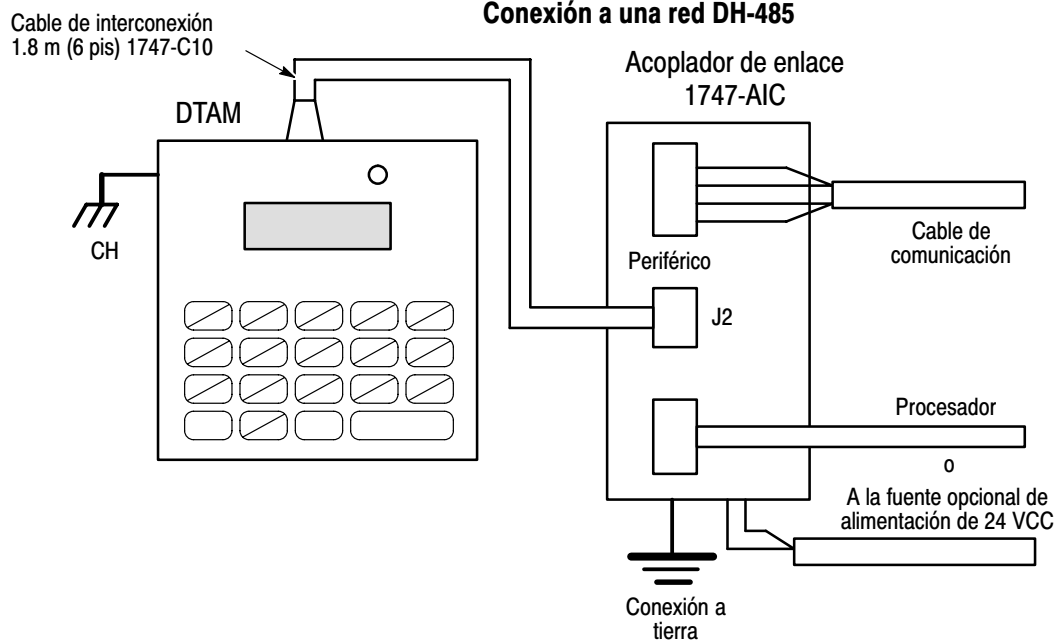 Conexión a una red DH-485
Cable de interconexión
1.8 m (6 pis) 1747-C10
DTAM
CH
Acoplador de enlace
1747-AIC
Periférico
J2
Cable de
comunicación
Procesador
o
A la fuente opcional de
alimentación de 24 VCC
Conexión a
tierra